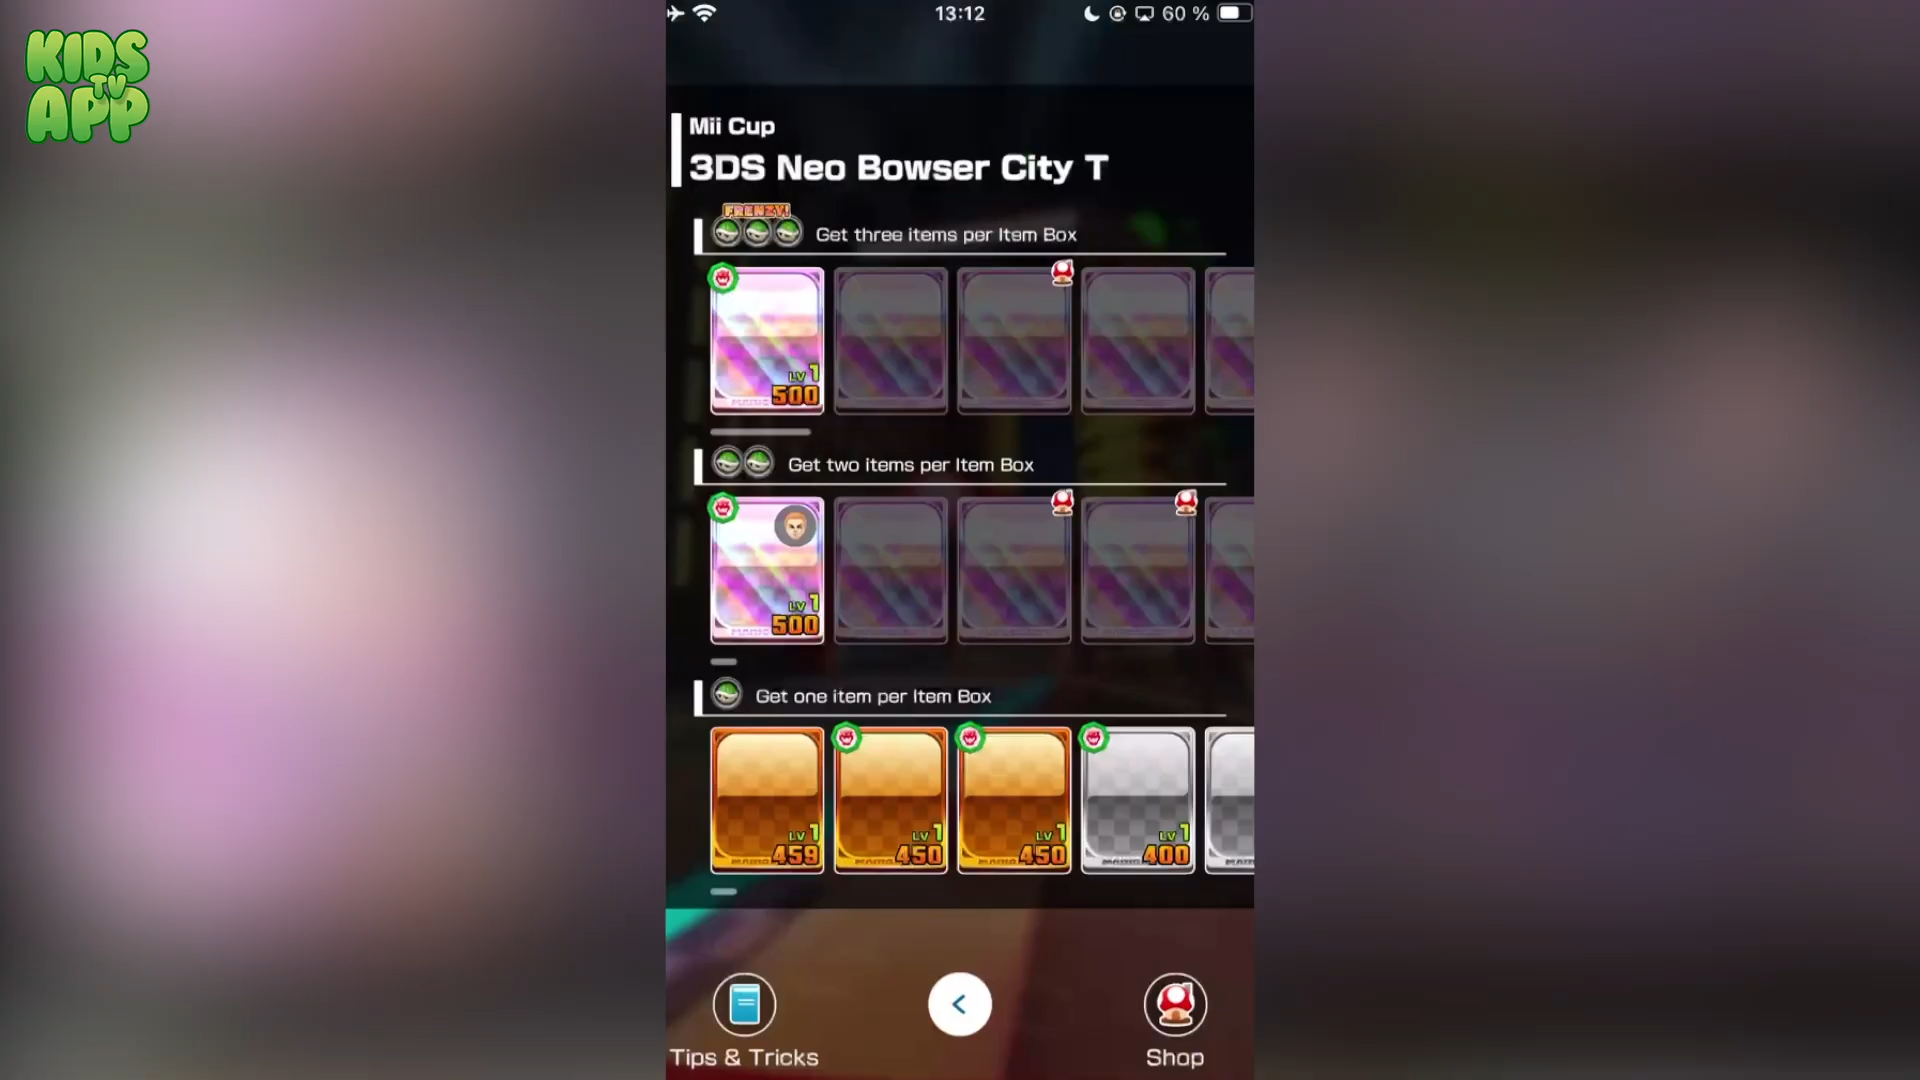 KIDS
TV
APP
13:12
60 %
Mii Cup
3DS Neo Bowser City T
FRENZY!
Get three items per Item Box
LV 1
500
Get two items per Item Box
LV 1
500
Get one item per Item Box
LV 1 LV 1 LV 1 LV 1
459 450 450 400
Tips & Tricks
Shop